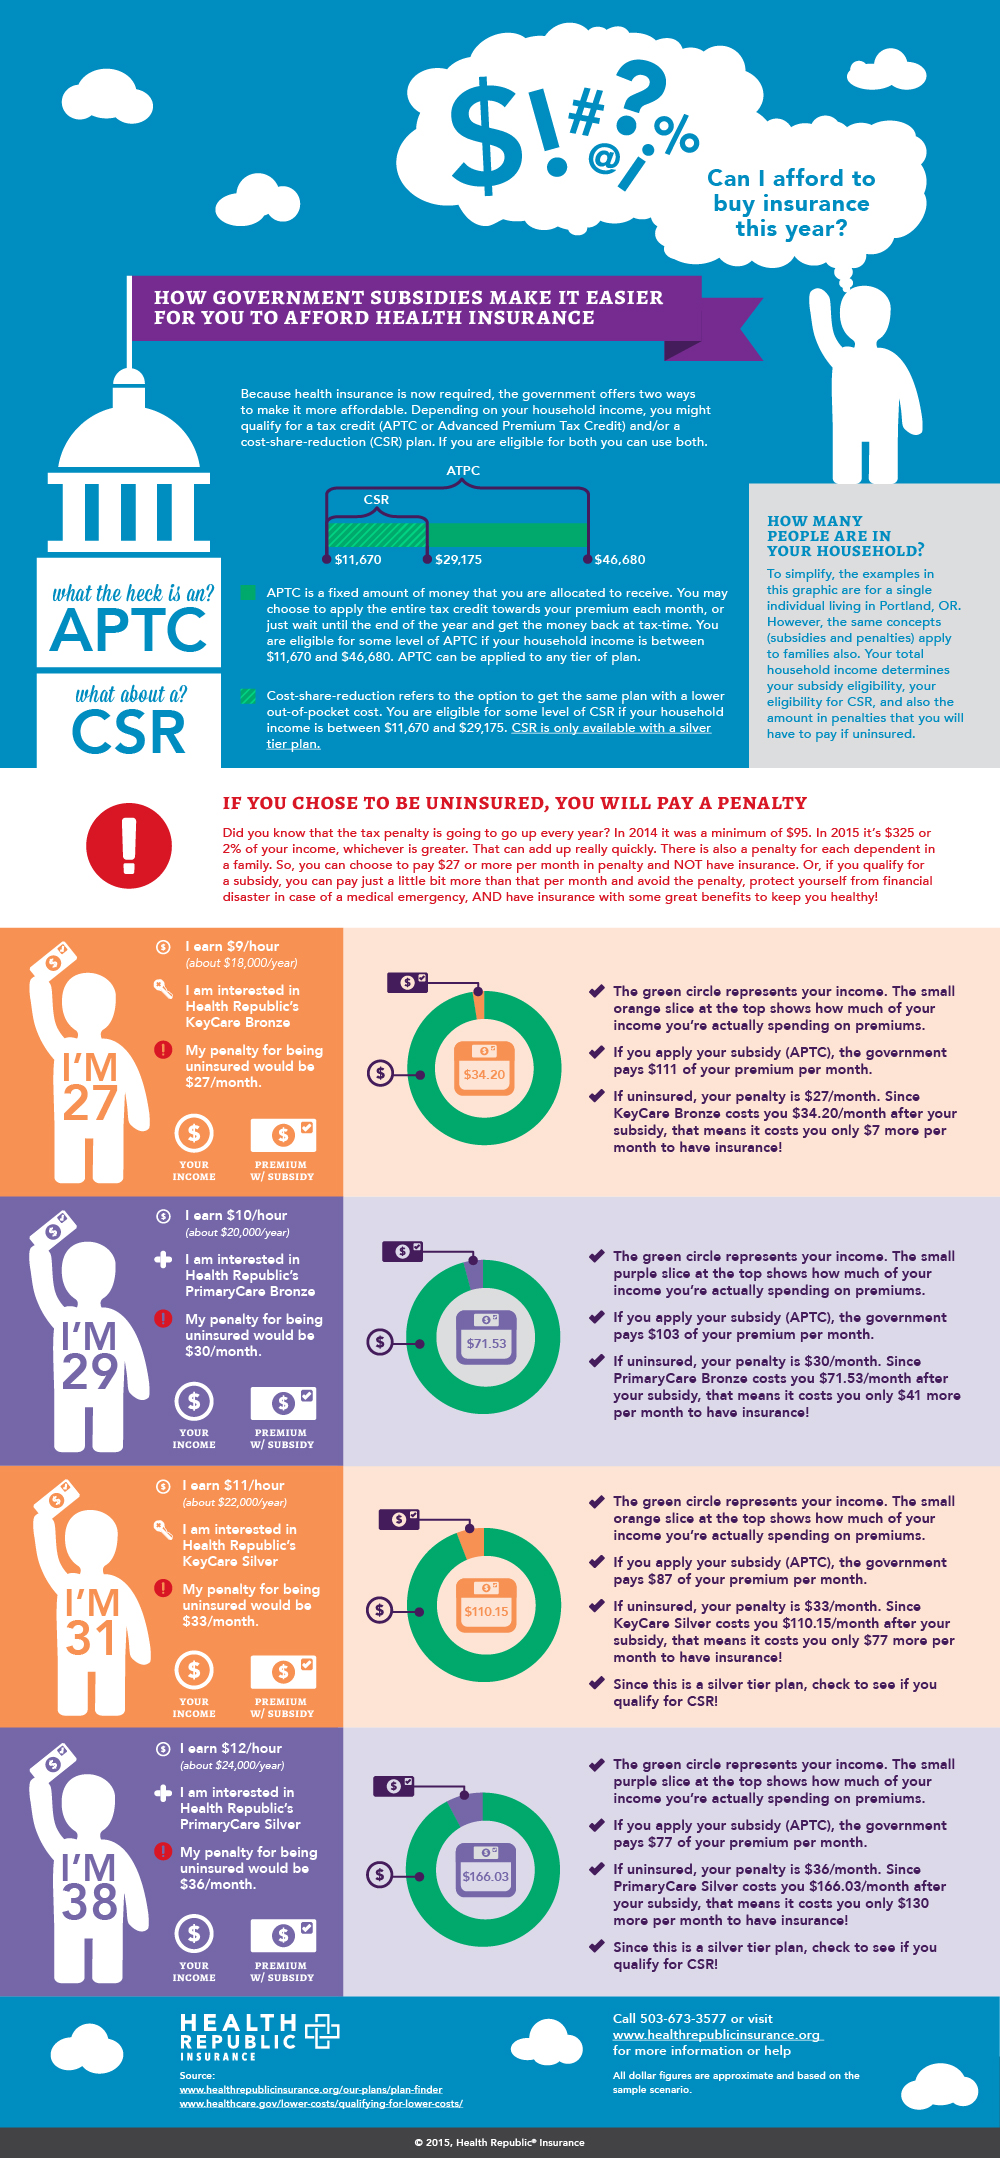 $!#?@¡%
Can I afford to
buy insurance
this year?
HOW GOVERNMENT SUBSIDIES MAKE IT EASIER
FOR YOU TO AFFORD HEALTH INSURANCE
Because health insurance is now required, the government offers two ways
to make it more affordable. Depending on your household income, you might
qualify for a tax credit (APTC or Advanced Premium Tax Credit) and/or a
cost-share-reduction (CSR) plan. If you are eligible for both you can use both.
ATPC
CSR
$11,670
$29,175
$46,680
what the heck is an?
APTC
APTC is a fixed amount of money that you are allocated to receive. You may
choose to apply the entire tax credit towards your premium each month, or
just wait until the end of the year and get the money back at tax-time. You
are eligible for some level of APTC if your household income is between
$11,670 and $46,680. APTC can be applied to any tier of plan.
what about a?
CSR
Cost-share-reduction refers to the option to get the same plan with a lower
out-of-pocket cost. You are eligible for some level of CSR if your household
income is between $11,670 and $29,175. CSR is only available with a silver
tier plan.
HOW MANY
PEOPLE ARE IN
YOUR HOUSEHOLD?
To simplify, the examples in
this graphic are for a single
individual living in Portland, OR.
However, the same concepts
(subsidies and penalties) apply
to families also. Your total
household income determines
your subsidy eligibility, your
eligibility for CSR, and also the
amount in penalties that you will
have to pay if uninsured.
!
IF YOU CHOSE TO BE UNINSURED, YOU WILL PAY A PENALTY
Did you know that the tax penalty is going to go up every year? In 2014 it was a minimum of $95. In 2015 it's $325 or
2% of your income, whichever is greater. That can add up really quickly. There is also a penalty for each dependent in
a family. So, you can choose to pay $27 or more per month in penalty and NOT have insurance. Or, if you qualify for
a subsidy, you can pay just a little bit more than that per month and avoid the penalty, protect yourself from financial
disaster in case of a medical emergency, AND have insurance with some great benefits to keep you healthy!
I'M
27
I earn $9/hour
(about $18,000/year)
I am interested in
Health Republic's
KeyCare Bronze
My penalty for being
uninsured would be
$27/month.
YOUR
INCOME
PREMIUM
W/ SUBSIDY
$34.20
The green circle represents your income. The small
orange slice at the top shows how much of your
income you're actually spending on premiums.
If you apply your subsidy (APTC), the government
pays $111 of your premium per month.
If uninsured, your penalty is $27/month. Since
KeyCare Bronze costs you $34.20/month after your
subsidy, that means it costs you only $7 more per
month to have insurance!
I'M
29
I earn $10/hour
(about $20,000/year)
I am interested in
Health Republic's
PrimaryCare Bronze
My penalty for being
uninsured would be
$30/month.
YOUR
INCOME
PREMIUM
W/ SUBSIDY
$71.53
The green circle represents your income. The small
purple slice at the top shows how much of your
income you're actually spending on premiums.
If you apply your subsidy (APTC), the government
pays $103 of your premium per month.
If uninsured, your penalty is $30/month. Since
PrimaryCare Bronze costs you $71.53/month after
your subsidy, that means it costs you only $41 more
per month to have insurance!
I'M
31
I earn $11/hour
(about $22,000/year)
I am interested in
Health Republic's
KeyCare Silver
My penalty for being
uninsured would be
$33/month.
YOUR
INCOME
PREMIUM
W/ SUBSIDY
$110.15
The green circle represents your income. The small
orange slice at the top shows how much of your
income you're actually spending on premiums.
If you apply your subsidy (APTC), the government
pays $87 of your premium per month.
If uninsured, your penalty is $33/month. Since
KeyCare Silver costs you $110.15/month after your
subsidy, that means it costs you only $77 more per
month to have insurance!
Since this is a silver tier plan, check to see if you
qualify for CSR!
I'M
38
I earn $12/hour
(about $24,000/year)
I am interested in
Health Republic's
PrimaryCare Silver
My penalty for being
uninsured would be
$36/month.
YOUR
INCOME
PREMIUM
W/ SUBSIDY
$166.03
The green circle represents your income. The small
purple slice at the top shows how much of your
income you're actually spending on premiums.
If you apply your subsidy (APTC), the government
pays $77 of your premium per month.
If uninsured, your penalty is $36/month. Since
PrimaryCare Silver costs you $166.03/month after
your subsidy, that means it costs you only $130
more per month to have insurance!
Since this is a silver tier plan, check to see if you
qualify for CSR!
HEALTH
REPUBLIC
INSURANCE
Source:
www.healthrepublicinsurance.org/our-plans/plan-finder
www.healthcare.gov/lower-costs/qualifying-for-lower-costs/
Call 503-673-3577 or visit
www.healthrepublicinsurance.org
for more information or help
All dollar figures are approximate and based on the
sample scenario.
© 2015, Health Republic® Insurance